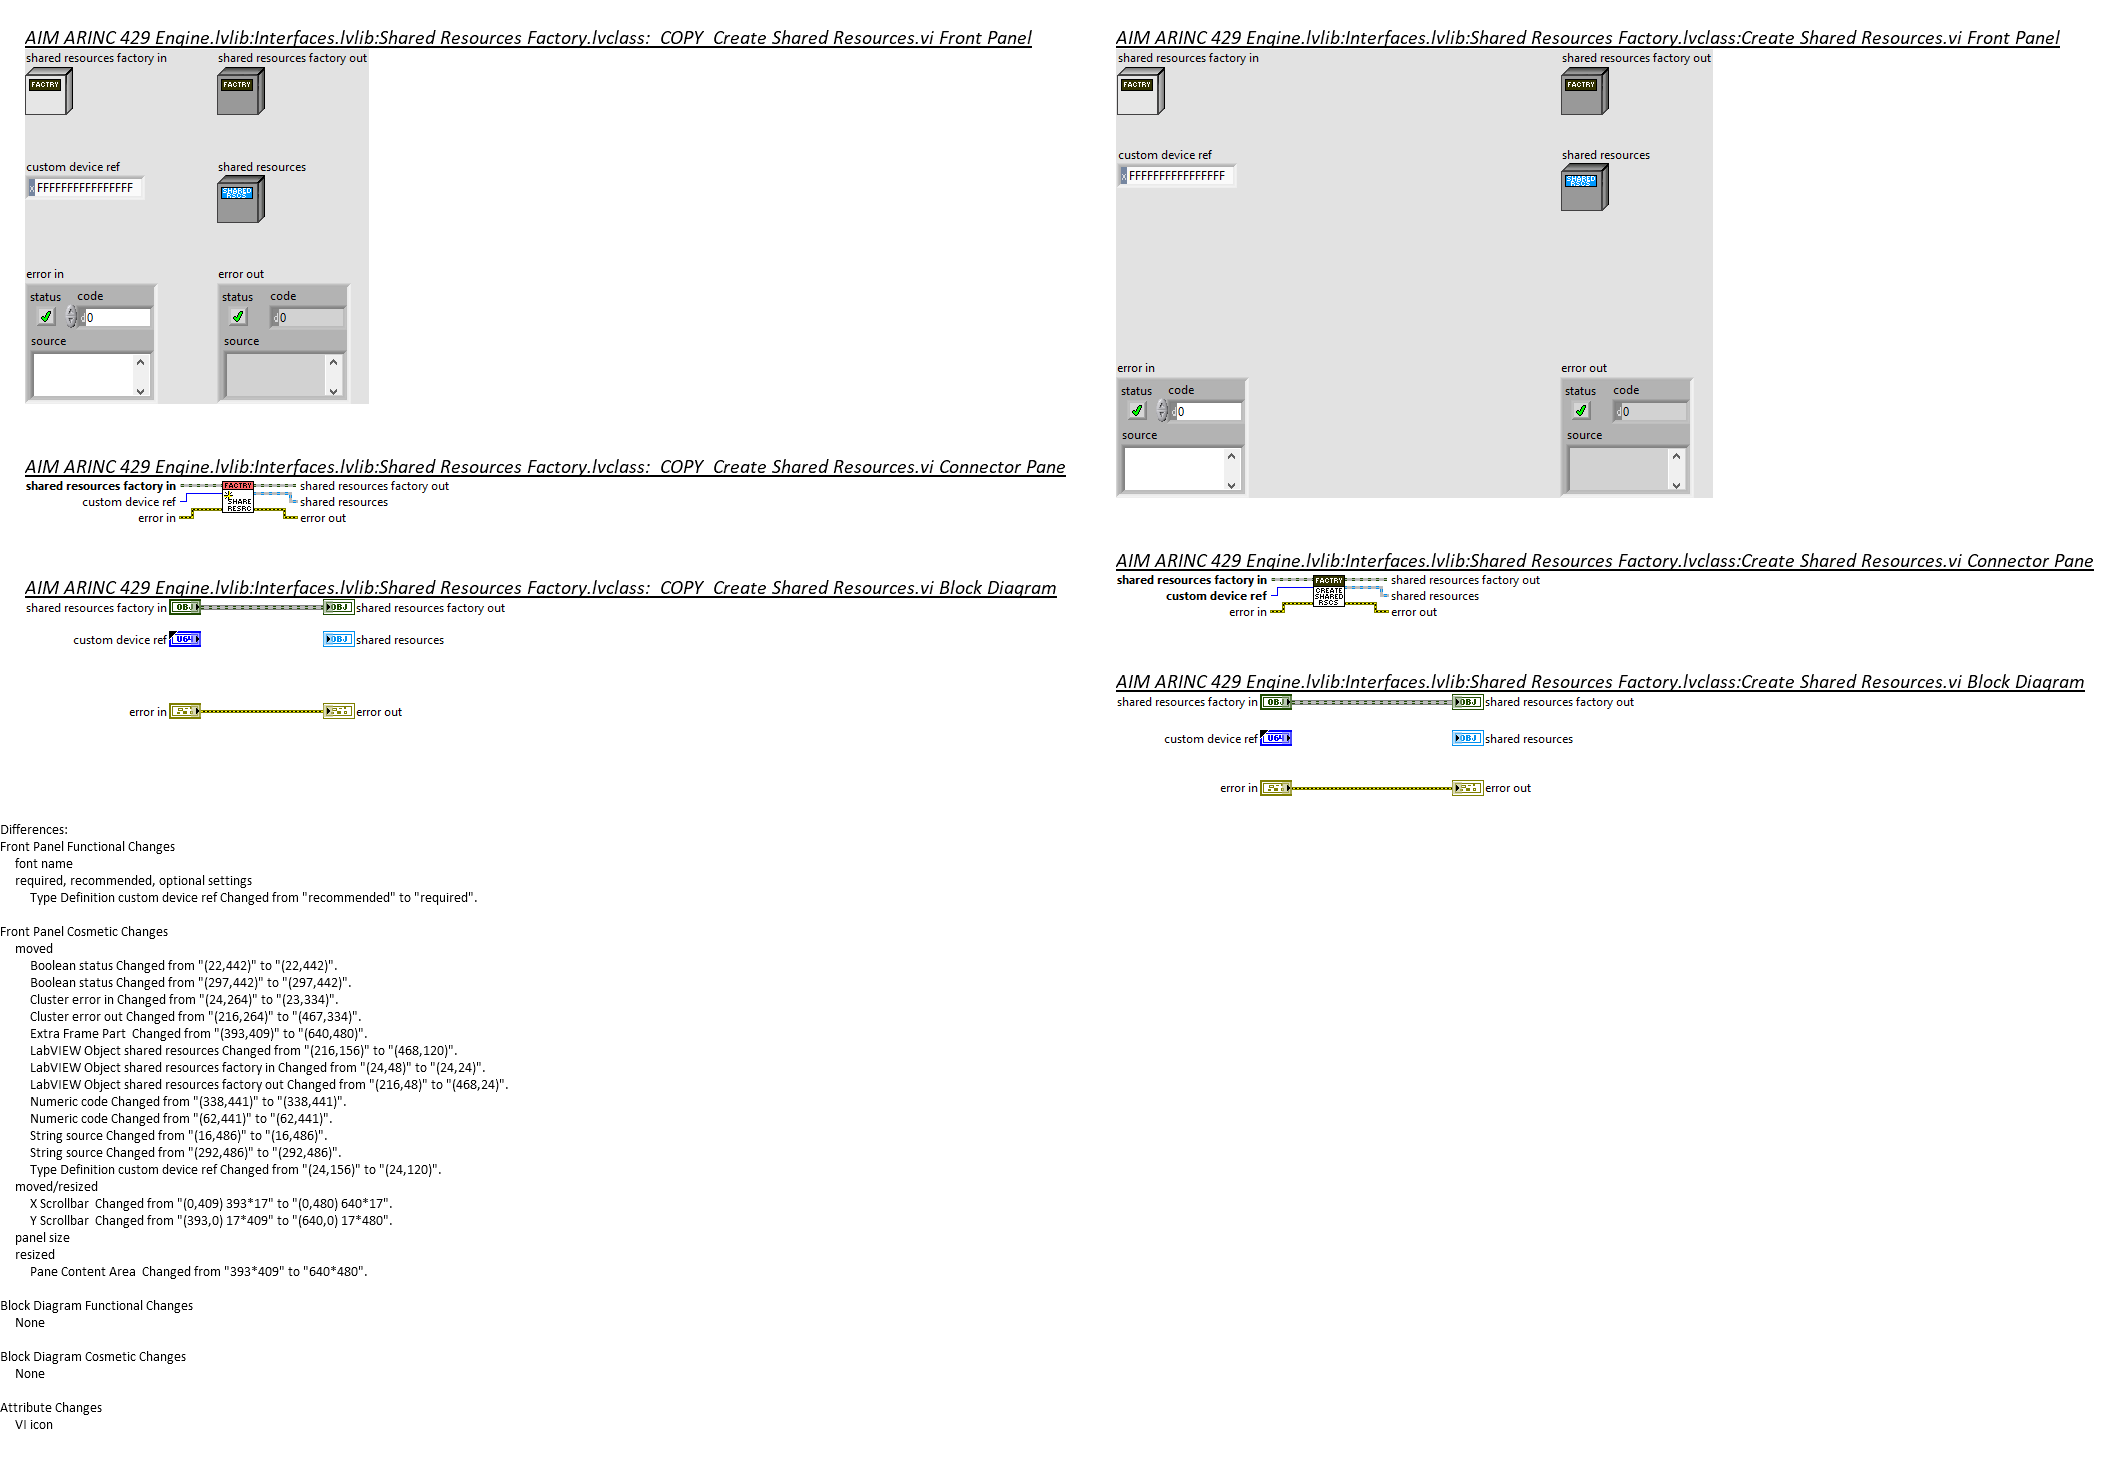 AIM ARINC 429 Engine.lvlib:Interfaces.lvlib:Shared Resources Factory.lvclass:_COPY_Create Shared Resources.vi Front Panel
shared resources factory in
shared resources factory out
FACTRY
FACTRY
custom device ref
shared resources
x FFFFFFFFFFFFFFFF
SHARED
RSCS
error in
error out
status code
status code
d 0
d 0
source
source
AIM ARINC 429 Engine.lvlib:Interfaces.lvlib:Shared Resources Factory.lvclass:_COPY_Create Shared Resources.vi Connector Pane
shared resources factory in
FACTRY
shared resources factory out
custom device ref
SHARE
RESRC
shared resources
error in
error out
AIM ARINC 429 Engine.lvlib:Interfaces.lvlib:Shared Resources Factory.lvclass:_COPY_Create Shared Resources.vi Block Diagram
shared resources factory in
OBJ
OBJ
shared resources factory out
custom device ref
U64
OBJ
shared resources
error in
error out
AIM ARINC 429 Engine.lvlib:Interfaces.lvlib:Shared Resources Factory.lvclass:Create Shared Resources.vi Front Panel
shared resources factory in
shared resources factory out
FACTRY
FACTRY
custom device ref
shared resources
x FFFFFFFFFFFFFFFF
SHARED
RSCS
error in
error out
status code
status code
d 0
d 0
source
source
AIM ARINC 429 Engine.lvlib:Interfaces.lvlib:Shared Resources Factory.lvclass:Create Shared Resources.vi Connector Pane
shared resources factory in
FACTRY
shared resources factory out
custom device ref
CREATE
SHARED
RSCS
shared resources
error in
error out
AIM ARINC 429 Engine.lvlib:Interfaces.lvlib:Shared Resources Factory.lvclass:Create Shared Resources.vi Block Diagram
shared resources factory in
OBJ
OBJ
shared resources factory out
custom device ref
U64
OBJ
shared resources
error in
error out
Differences:
Front Panel Functional Changes
font name
required, recommended, optional settings
Type Definition custom device ref Changed from "recommended" to "required".
Front Panel Cosmetic Changes
moved
Boolean status Changed from "(22,442)" to "(22,442)".
Boolean status Changed from "(297,442)" to "(297,442)".
Cluster error in Changed from "(24,264)" to "(23,334)".
Cluster error out Changed from "(216,264)" to "(467,334)".
Extra Frame Part  Changed from "(393,409)" to "(640,480)".
LabVIEW Object shared resources Changed from "(216,156)" to "(468,120)".
LabVIEW Object shared resources factory in Changed from "(24,48)" to "(24,24)".
LabVIEW Object shared resources factory out Changed from "(216,48)" to "(468,24)".
Numeric code Changed from "(338,441)" to "(338,441)".
Numeric code Changed from "(62,441)" to "(62,441)".
String source Changed from "(16,486)" to "(16,486)".
String source Changed from "(292,486)" to "(292,486)".
Type Definition custom device ref Changed from "(24,156)" to "(24,120)".
moved/resized
X Scrollbar  Changed from "(0,409) 393*17" to "(0,480) 640*17".
Y Scrollbar  Changed from "(393,0) 17*409" to "(640,0) 17*480".
panel size
resized
Pane Content Area  Changed from "393*409" to "640*480".
Block Diagram Functional Changes
None
Block Diagram Cosmetic Changes
None
Attribute Changes
VI icon